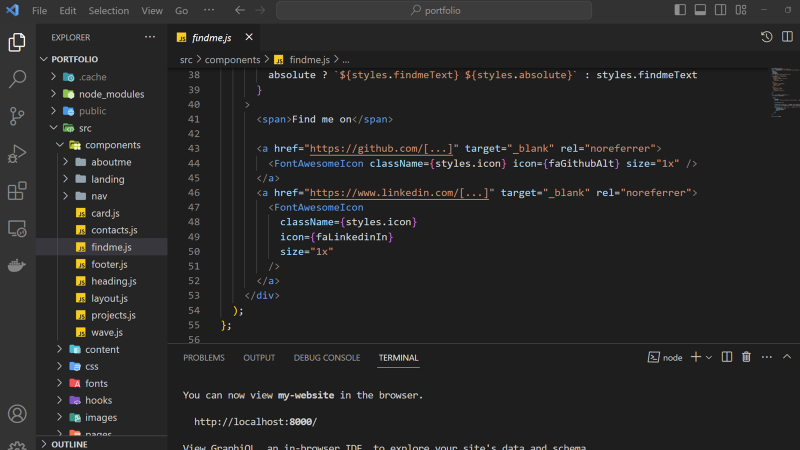 File Edit Selection View Go ··· portfolio
EXPLORER ···
PORTFOLIO
.cache
node_modules
public
src
components
aboutme
landing
nav
card.js
contacts.js
findme.js
footer.js
heading.js
layout.js
projects.js
wave.js
content
css
fonts
hooks
images
pages
OUTLINE
JS findme.js
src > components > JS findme.js > ...
38 absolute ? `${styles.findmeText} ${styles.absolute}` : styles.findmeText
39 }
40 >
41 <span>Find me on</span>
42
43 <a href="https://github.com/[...]" target="_blank" rel="noreferrer">
44 <FontAwesomeIcon className={styles.icon} icon={faGithubAlt} size="1x" />
45 </a>
46 <a href="https://www.linkedin.com/[...]" target="_blank" rel="noreferrer">
47 <FontAwesomeIcon
48 className={styles.icon}
49 icon={faLinkedinIn}
50 size="1x"
51 />
52 </a>
53 </div>
54 );
55 };
56
PROBLEMS OUTPUT DEBUG CONSOLE TERMINAL node
You can now view my-website in the browser.
http://localhost:8000/
View GraphiQL, an in-browser IDE, to explore your site's data and schema